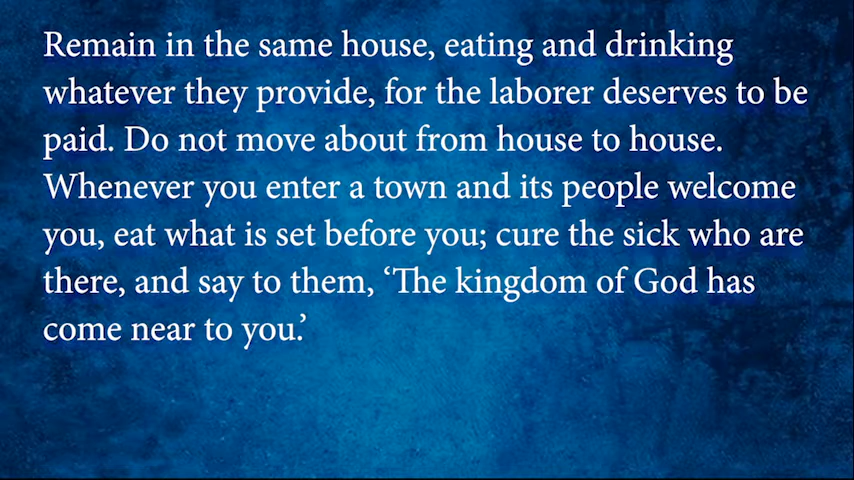 Remain in the same house, eating and drinking
whatever they provide, for the laborer deserves to be
paid. Do not move about from house to house.
Whenever you enter a town and its people welcome
you, eat what is set before you; cure the sick who are
there, and say to them, ‘The kingdom of God has
come near to you.’